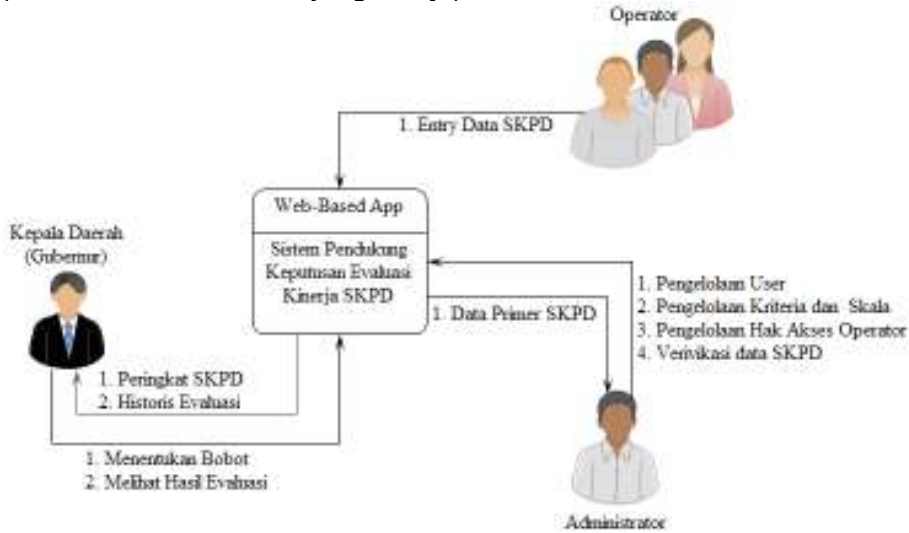 Operator
1. Entry Data SKPD
Web-Based App
Sistem Pendukung
Keputusan Evaluasi
Kinerja SKPD
Kepala Daerah
(Gubernur)
1. Pengelolaan User
2. Pengelolaan Kriteria dan Skala
3. Pengelolaan Hak Akses Operator
4. Verivikasi data SKPD
1. Data Primer SKPD
1. Peringkat SKPD
2. Historis Evaluasi
1. Menentukan Bobot
2. Melihat Hasil Evaluasi
Administrator